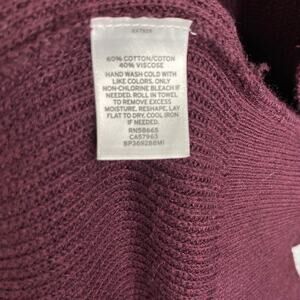 60% COTTON/COTON
40% VISCOSE
HAND WASH COLD WITH
LIKE COLORS. ONLY
NON-CHLORINE BLEACH IF
NEEDED. ROLL IN TOWEL
TO REMOVE EXCESS
MOISTURE. RESHAPE, LAY
FLAT TO DRY. COOL IRON
IF NEEDED.
RN58665
CA57963